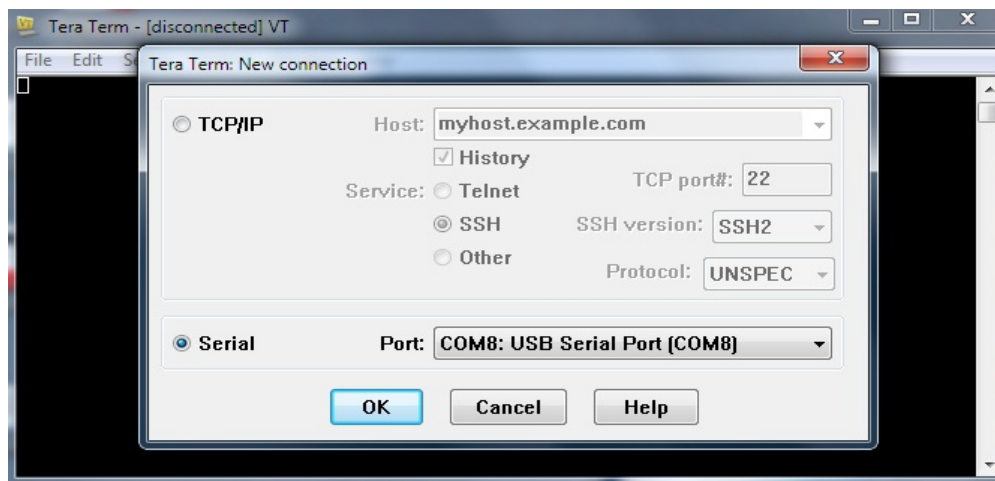 Tera Term - [disconnected] VT
File Edit
Tera Term: New connection
TCP/IP Host: myhost.example.com
History
Service: Telnet TCP port#: 22
SSH SSH version: SSH2
Other Protocol: UNSPEC
Serial Port: COM8: USB Serial Port (COM8)
OK Cancel Help